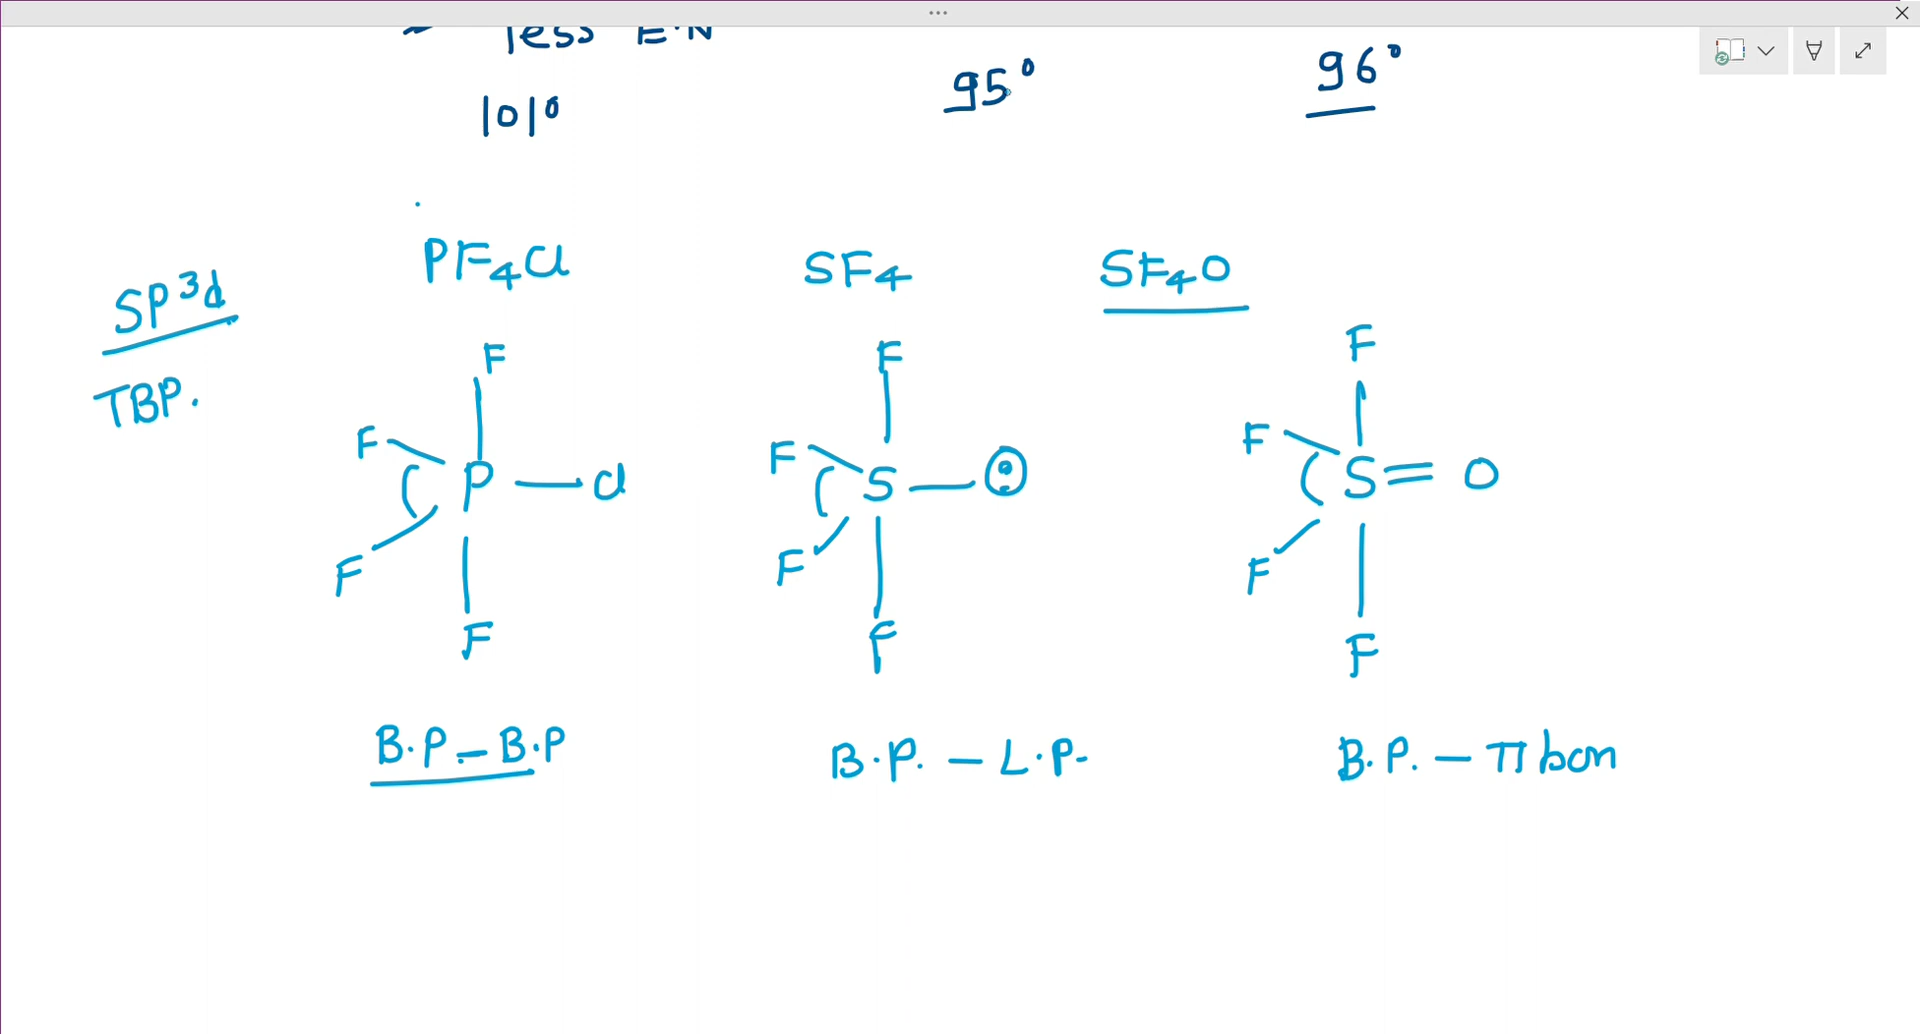 less E.N
101° 95° 96°
PF4Cl SF4 SF4O
SP³d
TBP.
F F F
F F F
P — Cl S — : S = O
F F F
F F F
B.P. — B.P B.P. — L.P. B.P. — π bon